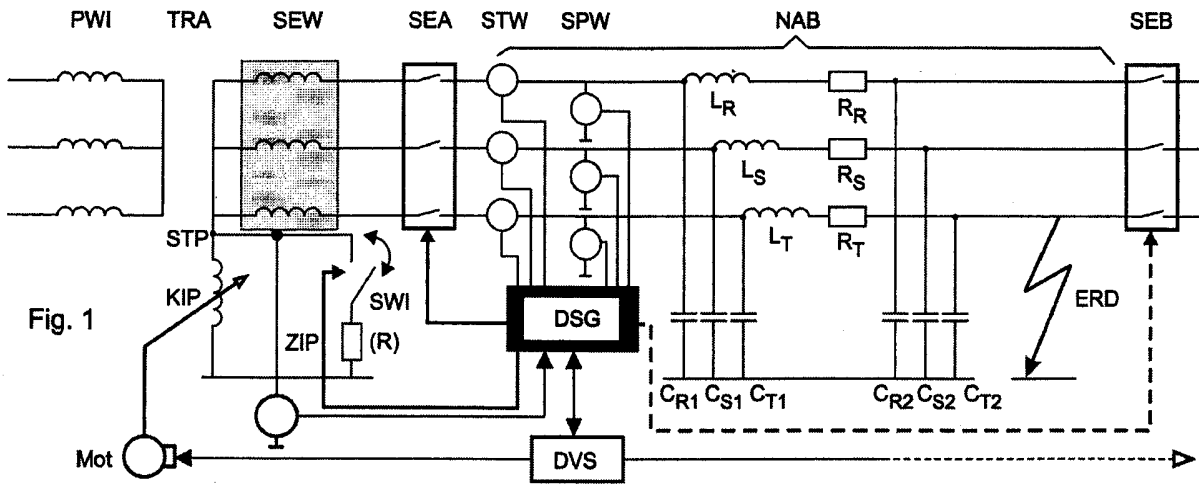 PWI TRA SEW SEA STW SPW NAB SEB
L_R R_R
L_S R_S
L_T R_T
STP
KIP
SWI
ERD
Fig. 1
DSG
ZIP (R)
C_R1 C_S1 C_T1 C_R2 C_S2 C_T2
Mot DVS